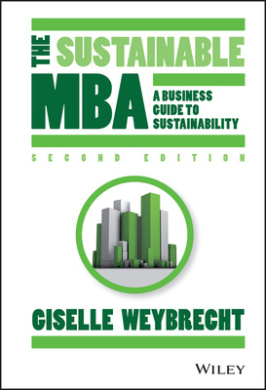 THE SUSTAINABLE
MBA
A BUSINESS
GUIDE TO
SUSTAINABILITY
SECOND EDITION
GISELLE WEYBRECHT
WILEY